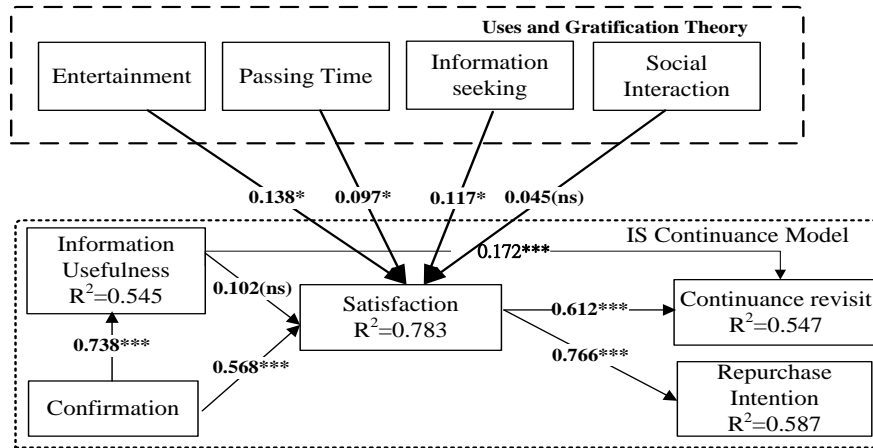 Uses and Gratification Theory
Entertainment
Passing Time
Information
seeking
Social
Interaction
0.138*
0.097*
0.117*
0.045(ns)
IS Continuance Model
Information
Usefulness
R²=0.545
0.172***
0.102(ns)
Satisfaction
R²=0.783
0.612***
Continuance revisit
R²=0.547
0.738***
0.568***
0.766***
Confirmation
Repurchase
Intention
R²=0.587